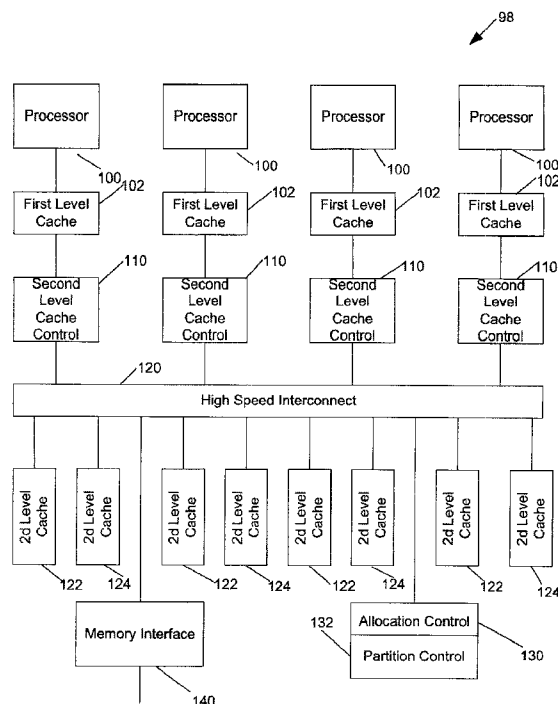 98
Processor
Processor
Processor
Processor
100
100
100
100
102
102
102
102
First Level
Cache
First Level
Cache
First Level
Cache
First Level
Cache
110
110
110
110
Second
Level
Cache
Control
Second
Level
Cache
Control
Second
Level
Cache
Control
Second
Level
Cache
Control
120
High Speed Interconnect
2d Level
Cache
2d Level
Cache
2d Level
Cache
2d Level
Cache
2d Level
Cache
2d Level
Cache
2d Level
Cache
2d Level
Cache
122
124
122
124
122
124
122
124
Memory Interface
140
132
Allocation Control
Partition Control
130